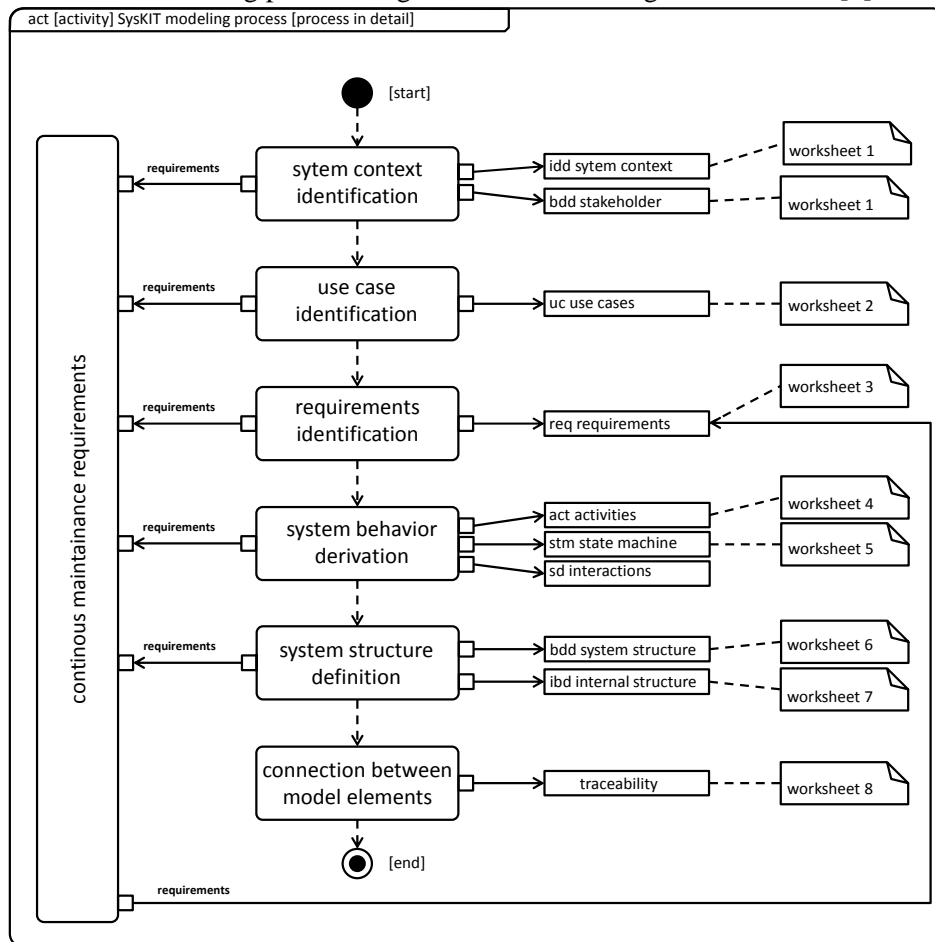 act [activity] SysKIT modeling process [process in detail]
[start]
requirements
sytem context
identification
idd sytem context
worksheet 1
bdd stakeholder
worksheet 1
requirements
use case
identification
uc use cases
worksheet 2
requirements
requirements
identification
req requirements
worksheet 3
continous maintanance requirements
requirements
system behavior
derivation
act activities
worksheet 4
stm state machine
worksheet 5
sd interactions
requirements
system structure
definition
bdd system structure
worksheet 6
ibd internal structure
worksheet 7
connection between
model elements
traceability
worksheet 8
[end]
requirements